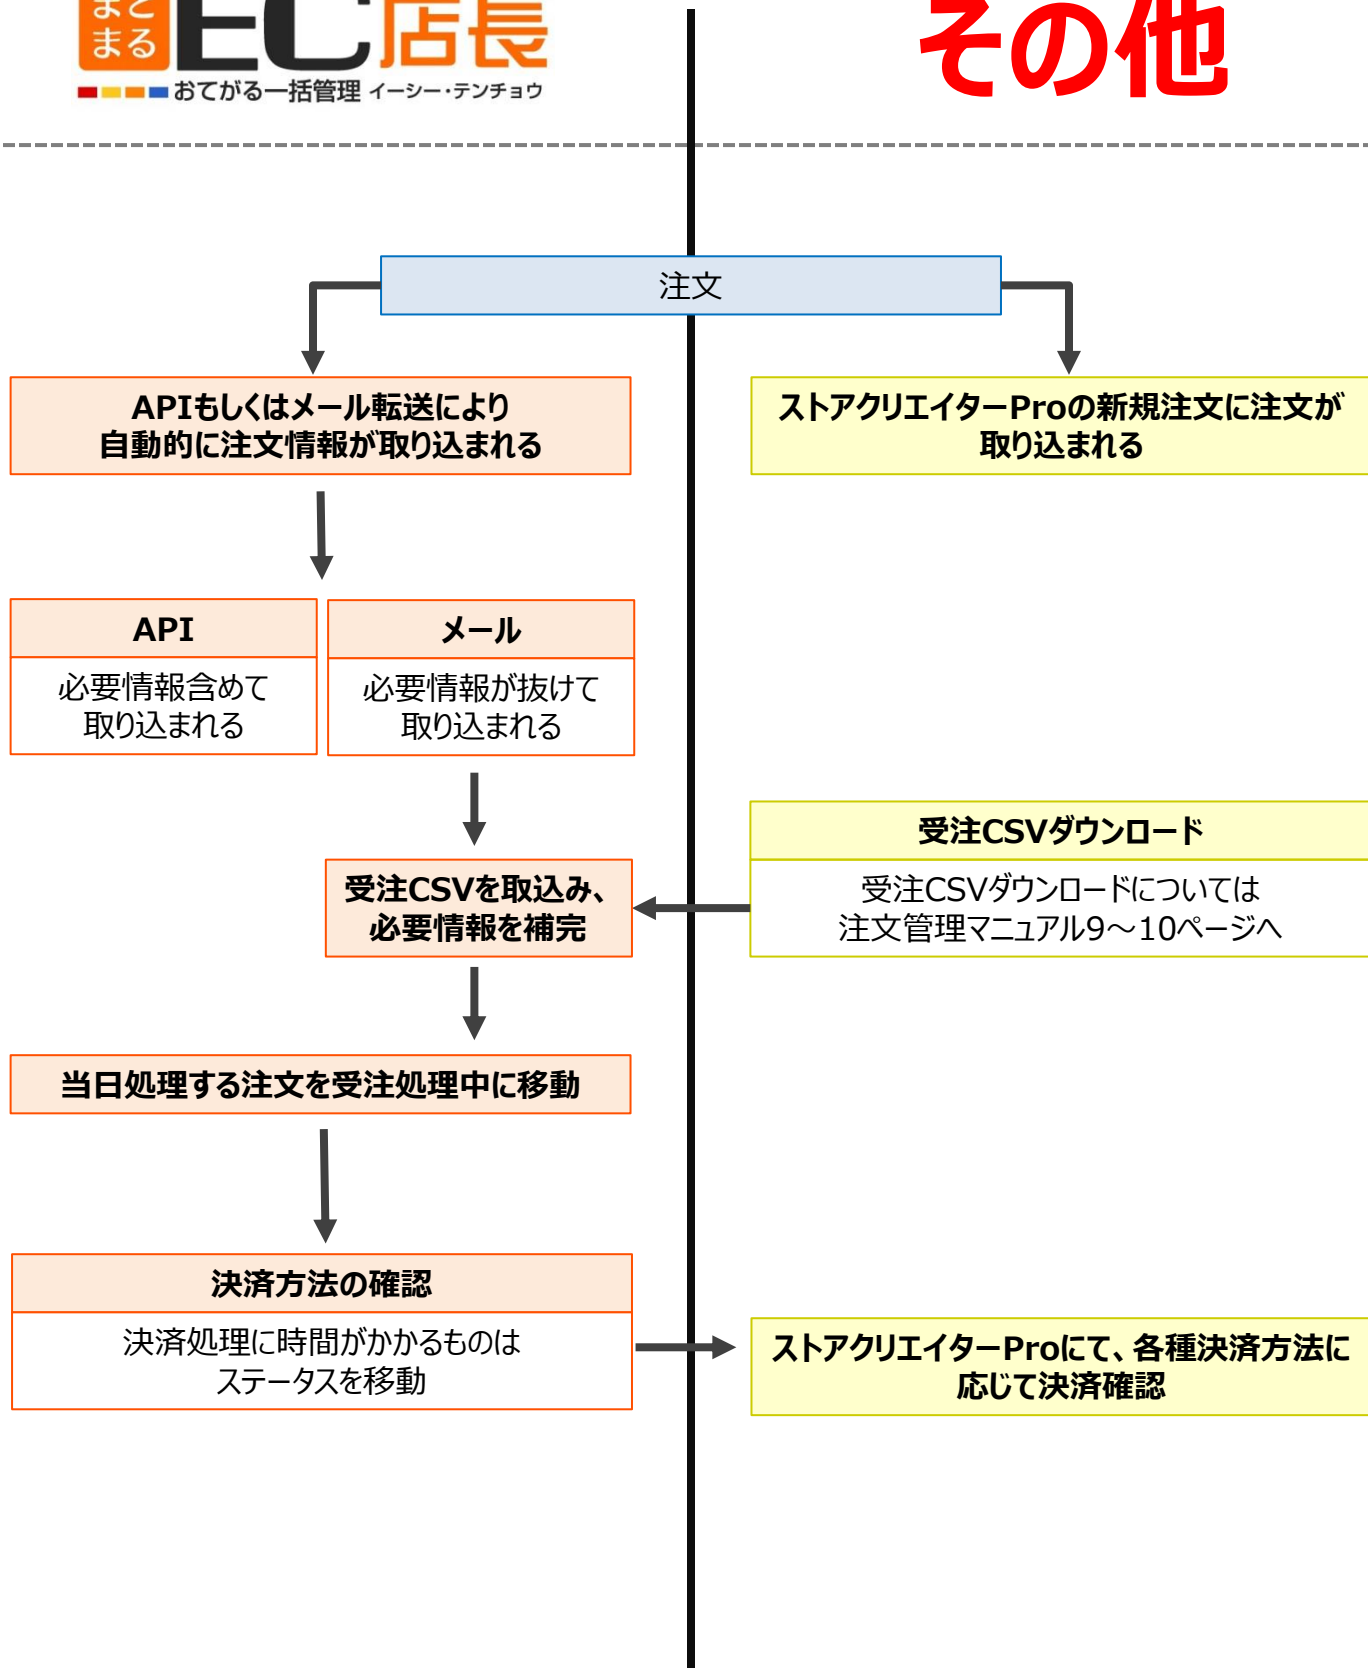 まと
まる
EC店長
おてがる一括管理 イーシー・テンチョウ
その他
注文
APIもしくはメール転送により
自動的に注文情報が取り込まれる
ストアクリエイターProの新規注文に注文が
取り込まれる
API
必要情報含めて
取り込まれる
メール
必要情報が抜けて
取り込まれる
受注CSVダウンロード
受注CSVダウンロードについては
注文管理マニュアル9～10ページへ
受注CSVを取込み、
必要情報を補完
当日処理する注文を受注処理中に移動
決済方法の確認
決済処理に時間がかかるものは
ステータスを移動
ストアクリエイターProにて、各種決済方法に
応じて決済確認